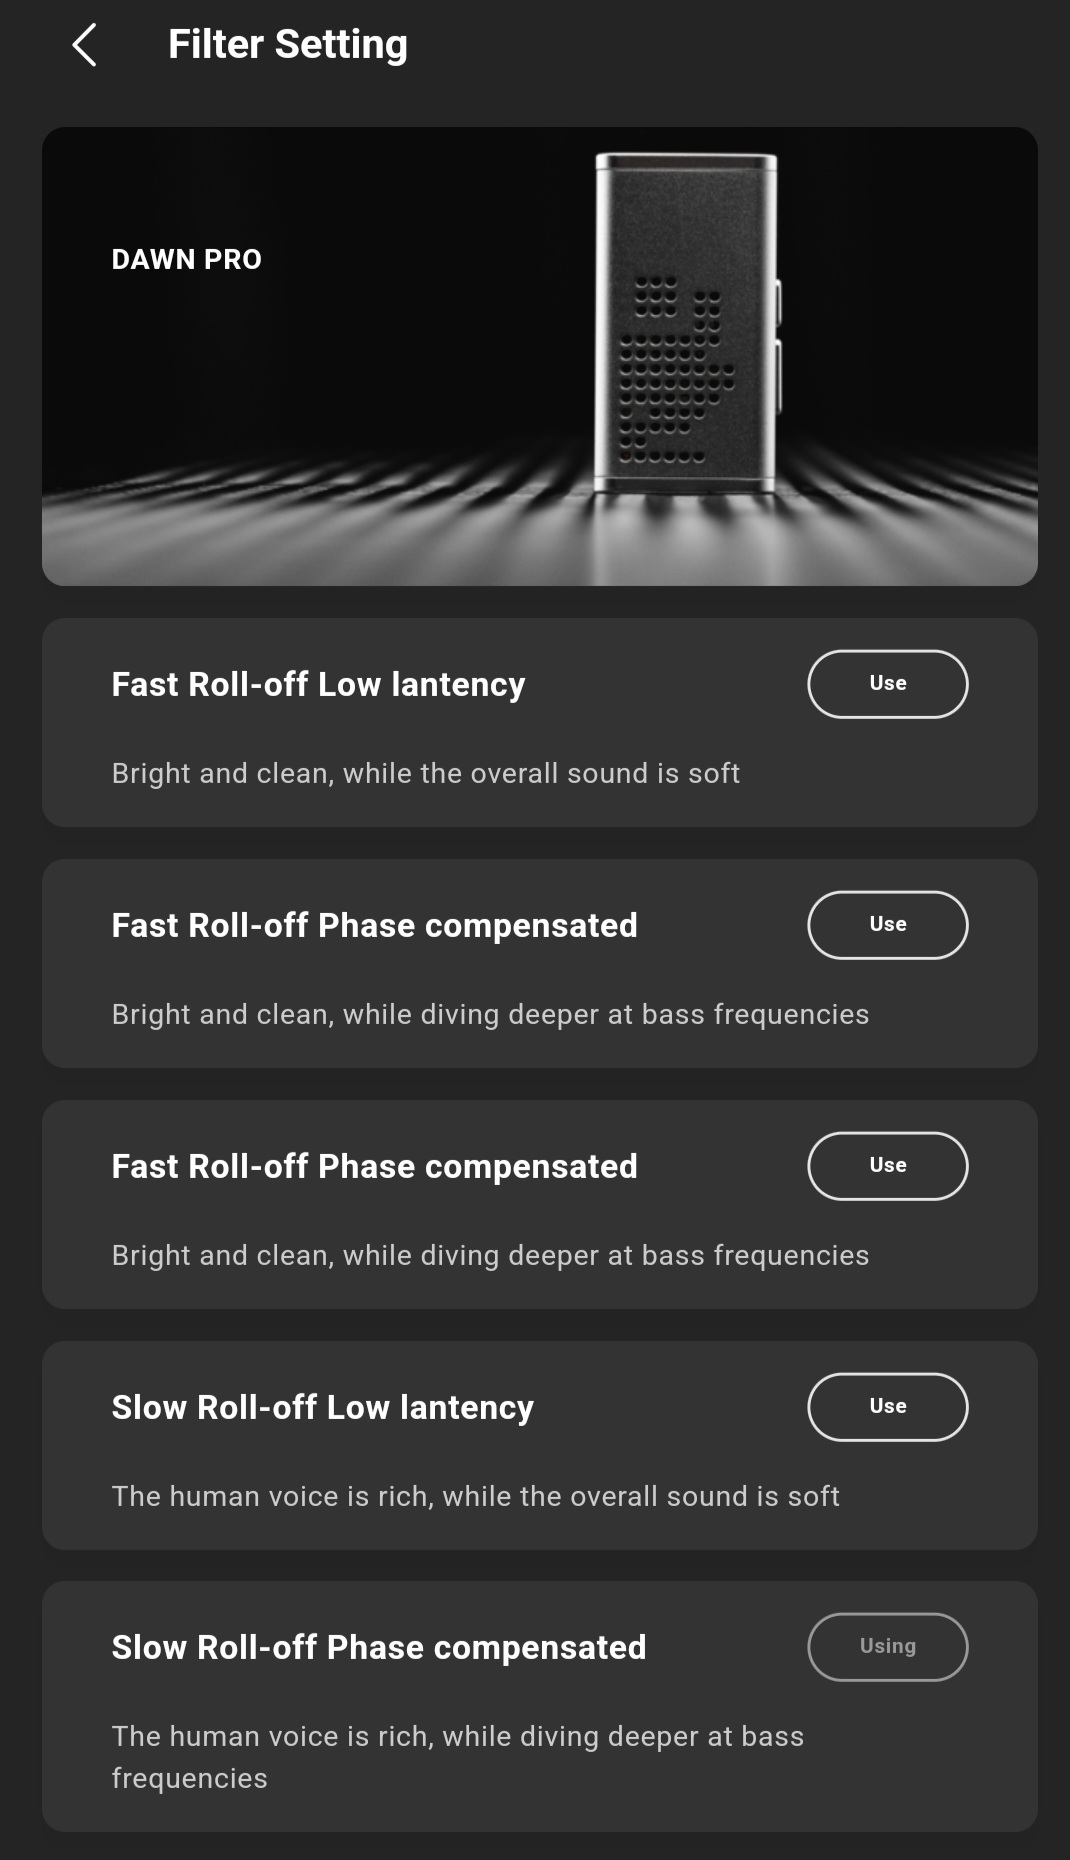 Filter Setting
DAWN PRO
Fast Roll-off Low lantency
Use
Bright and clean, while the overall sound is soft
Fast Roll-off Phase compensated
Use
Bright and clean, while diving deeper at bass frequencies
Fast Roll-off Phase compensated
Use
Bright and clean, while diving deeper at bass frequencies
Slow Roll-off Low lantency
Use
The human voice is rich, while the overall sound is soft
Slow Roll-off Phase compensated
Using
The human voice is rich, while diving deeper at bass
frequencies